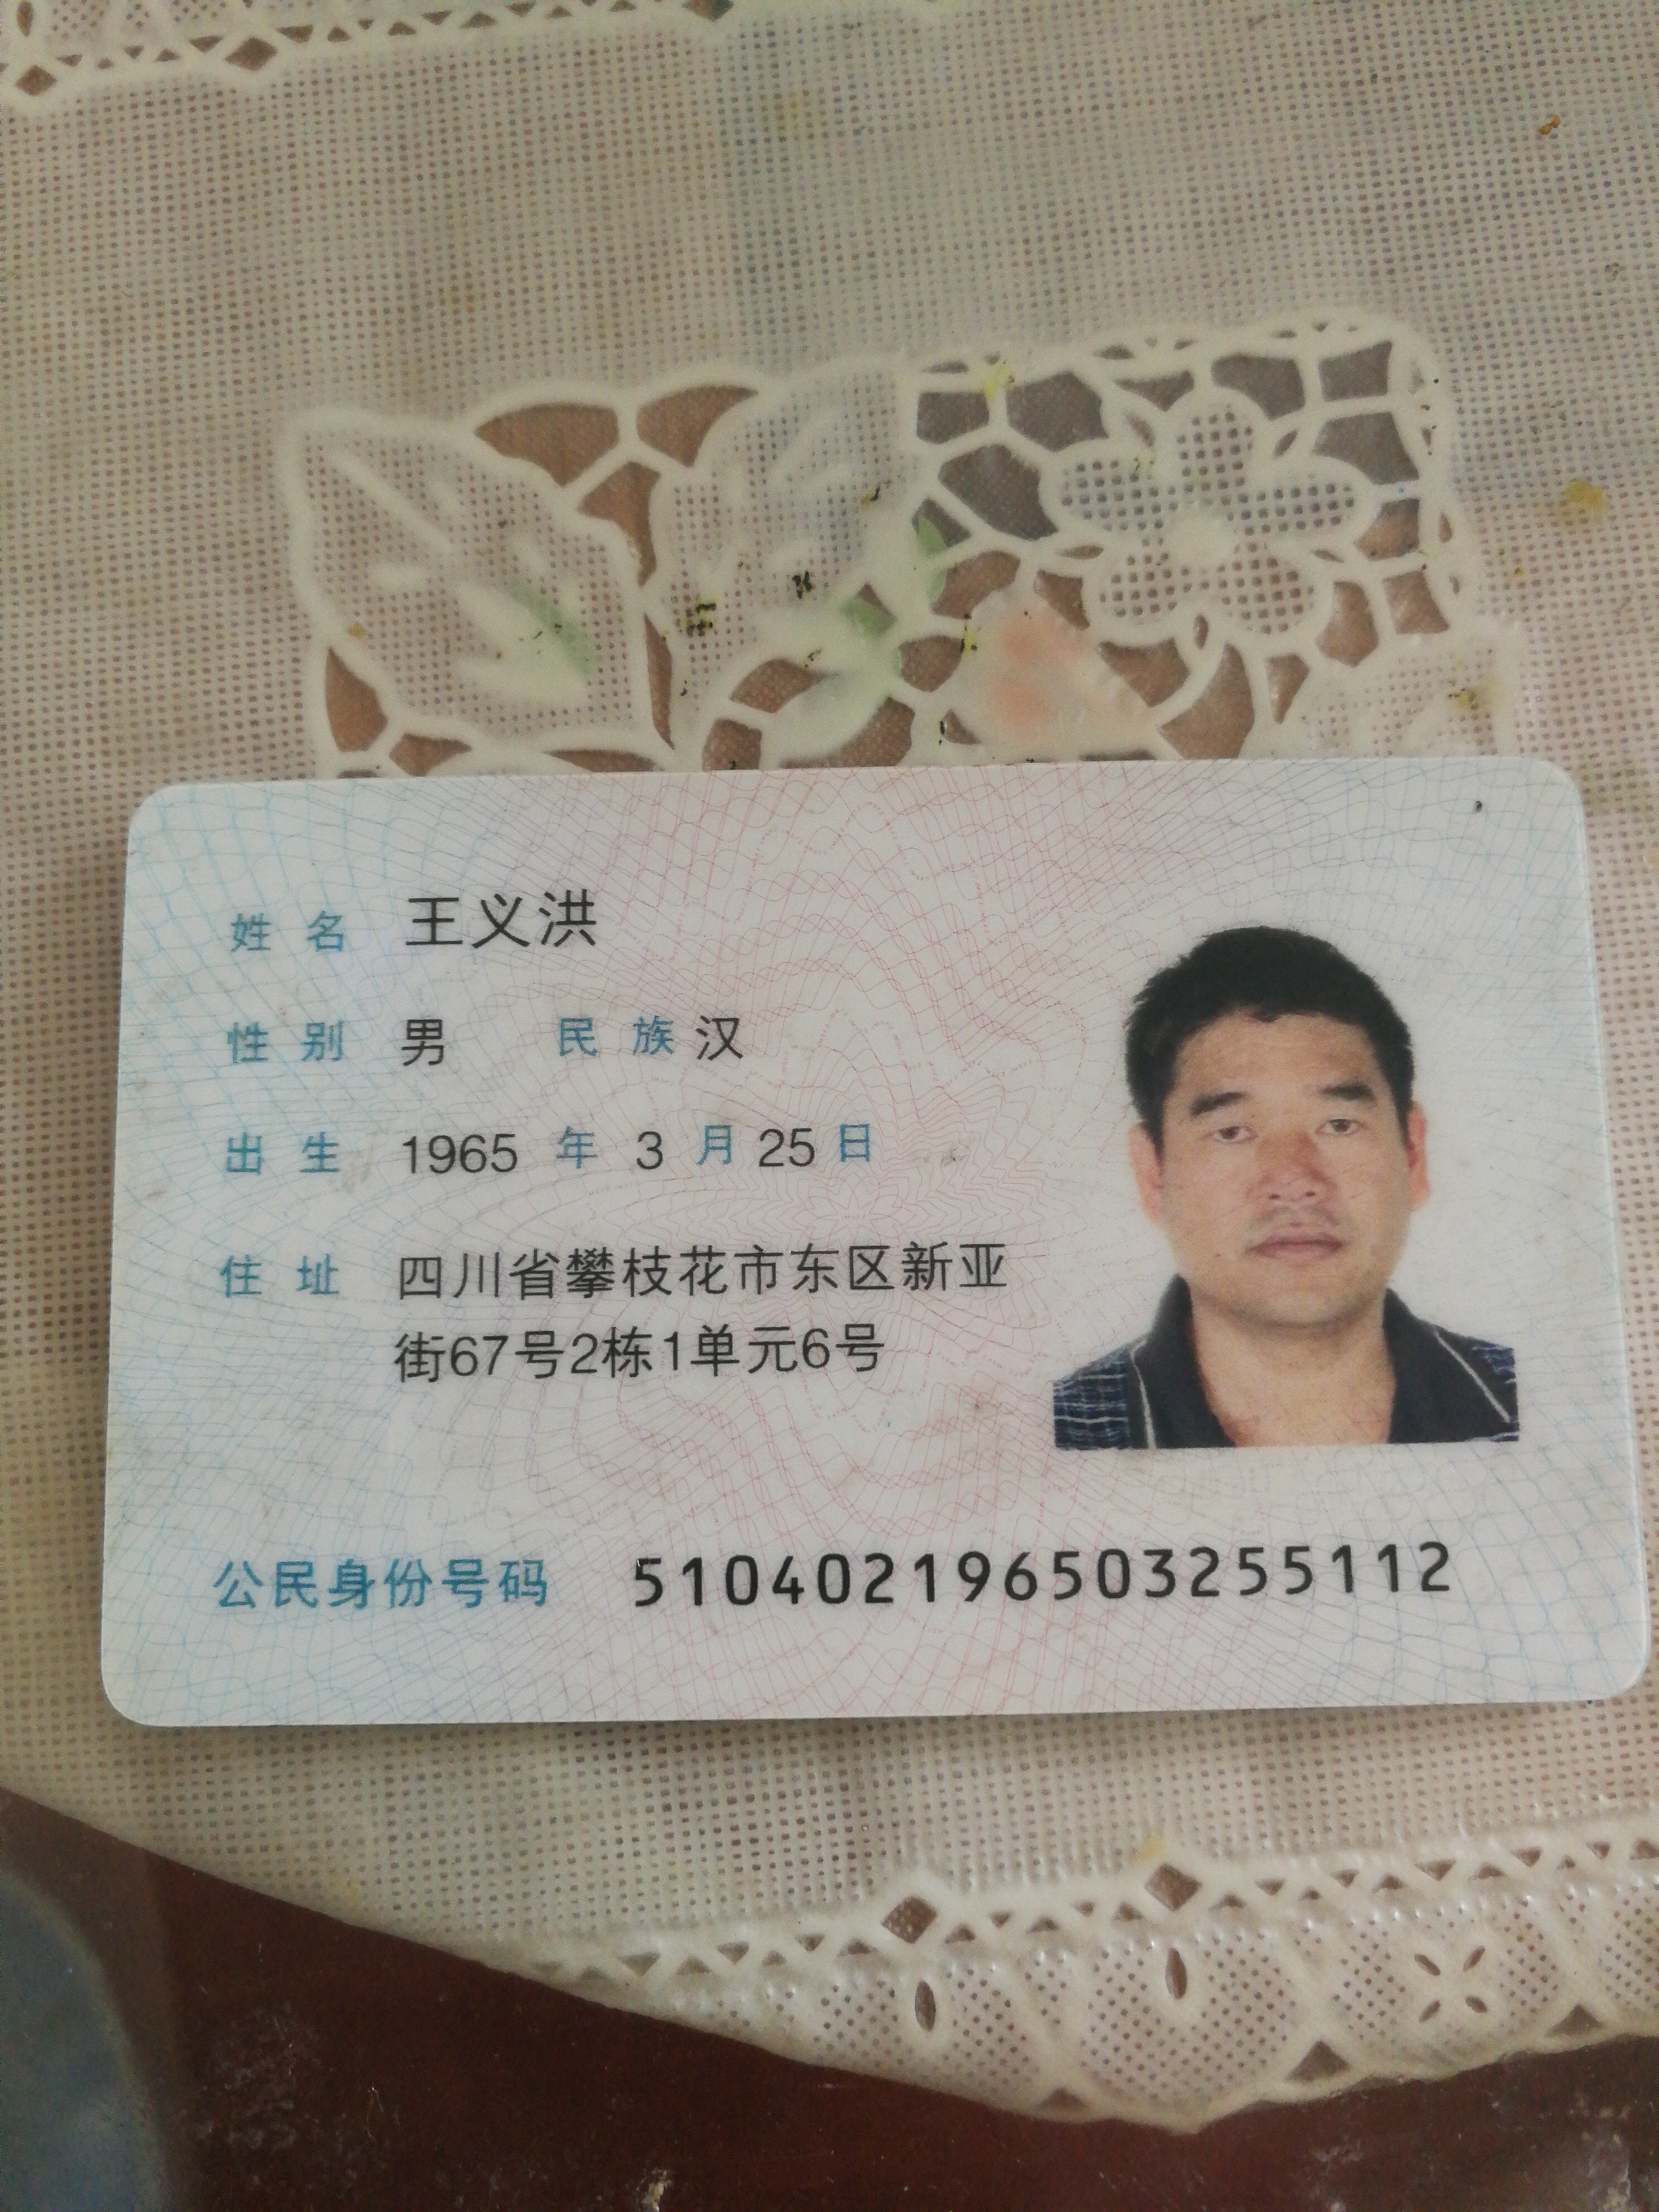 姓名 王义洪
性别 男 民族 汉
出生 1965 年 3 月 25 日
住址 四川省攀枝花市东区新亚
街67号2栋1单元6号
公民身份号码 510402196503255112